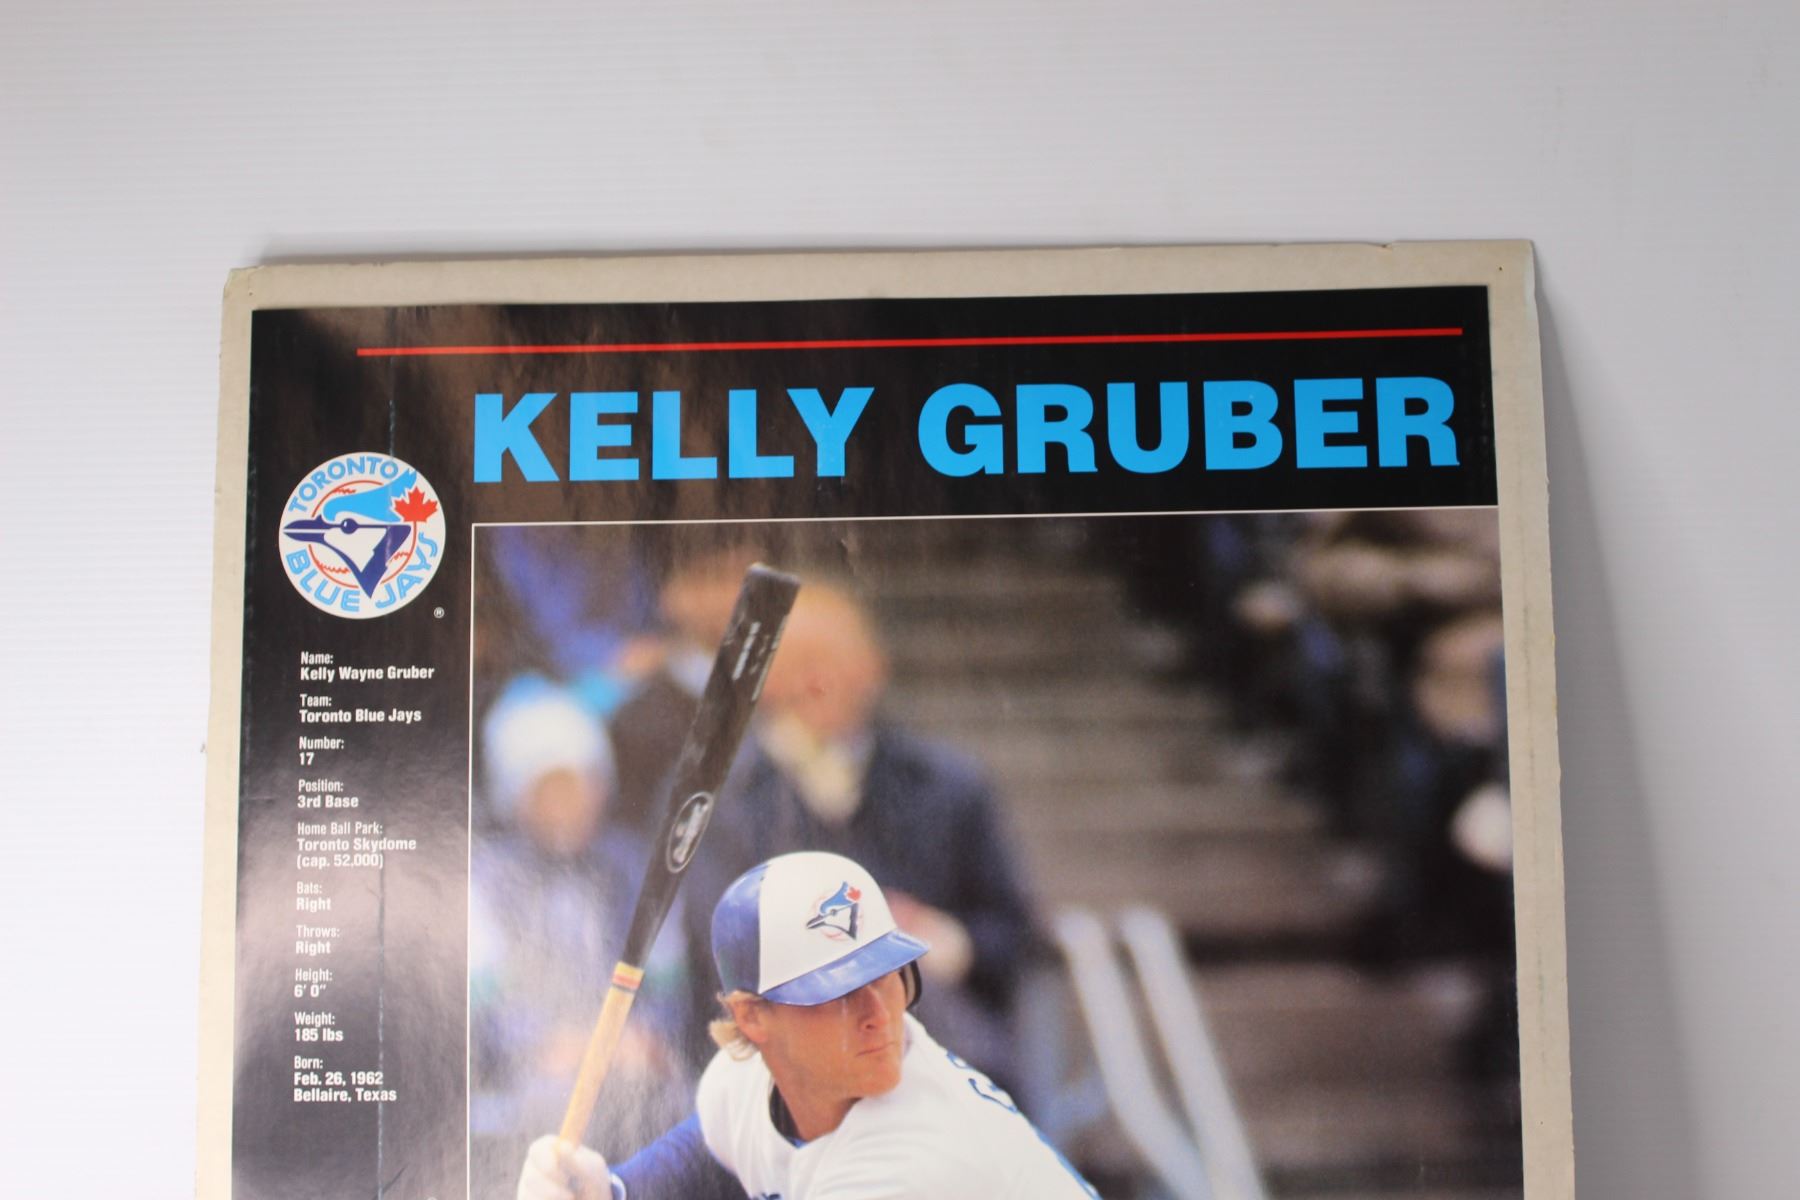 KELLY GRUBER
TORONTO
BLUE JAYS
®
Name:
Kelly Wayne Gruber
Team:
Toronto Blue Jays
Number:
17
Position:
3rd Base
Home Ball Park:
Toronto Skydome
(cap. 52,000)
Bats:
Right
Throws:
Right
Height:
6' 0"
Weight:
185 lbs
Born:
Feb. 26, 1962
Bellaire, Texas